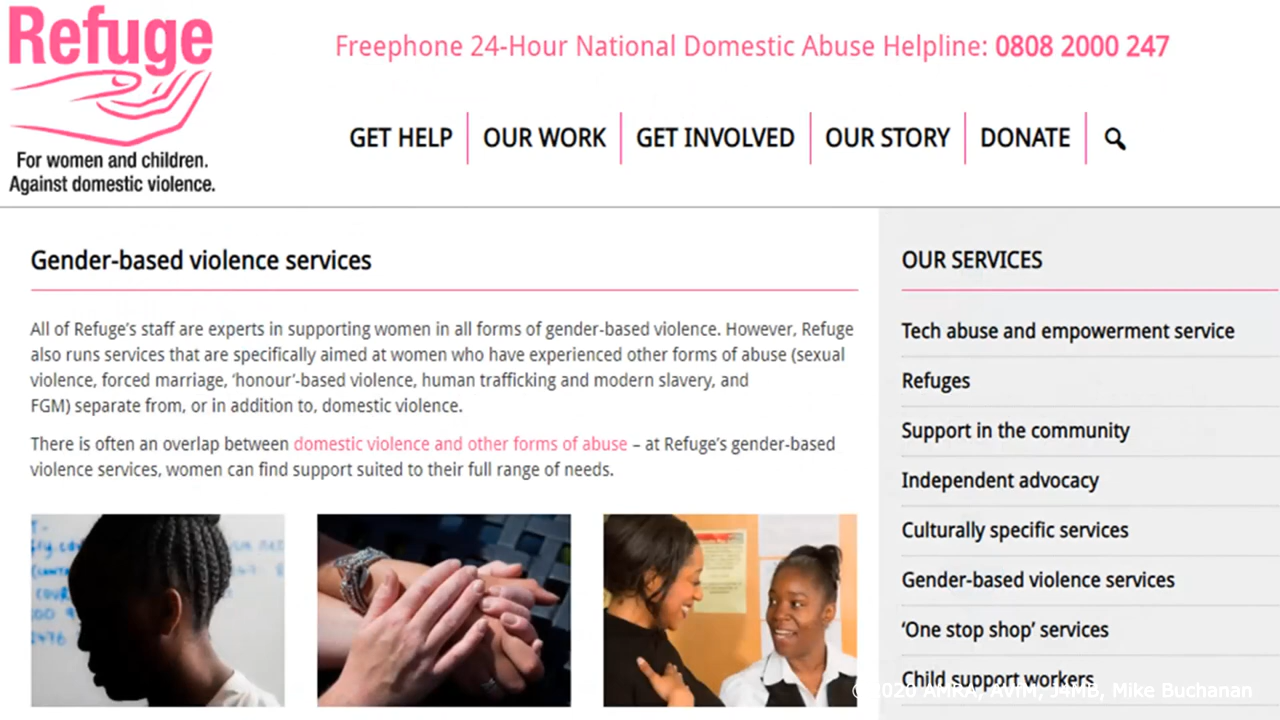 Refuge
For women and children.
Against domestic violence.
Freephone 24-Hour National Domestic Abuse Helpline: 0808 2000 247
GET HELP
OUR WORK
GET INVOLVED
OUR STORY
DONATE
Gender-based violence services
All of Refuge's staff are experts in supporting women in all forms of gender-based violence. However, Refuge
also runs services that are specifically aimed at women who have experienced other forms of abuse (sexual
violence, forced marriage, 'honour'-based violence, human trafficking and modern slavery, and
FGM) separate from, or in addition to, domestic violence.
There is often an overlap between domestic violence and other forms of abuse – at Refuge's gender-based
violence services, women can find support suited to their full range of needs.
OUR SERVICES
Tech abuse and empowerment service
Refuges
Support in the community
Independent advocacy
Culturally specific services
Gender-based violence services
'One stop shop' services
Child support workers
©2020 AMRA, AVfM, J4MB, Mike Buchanan